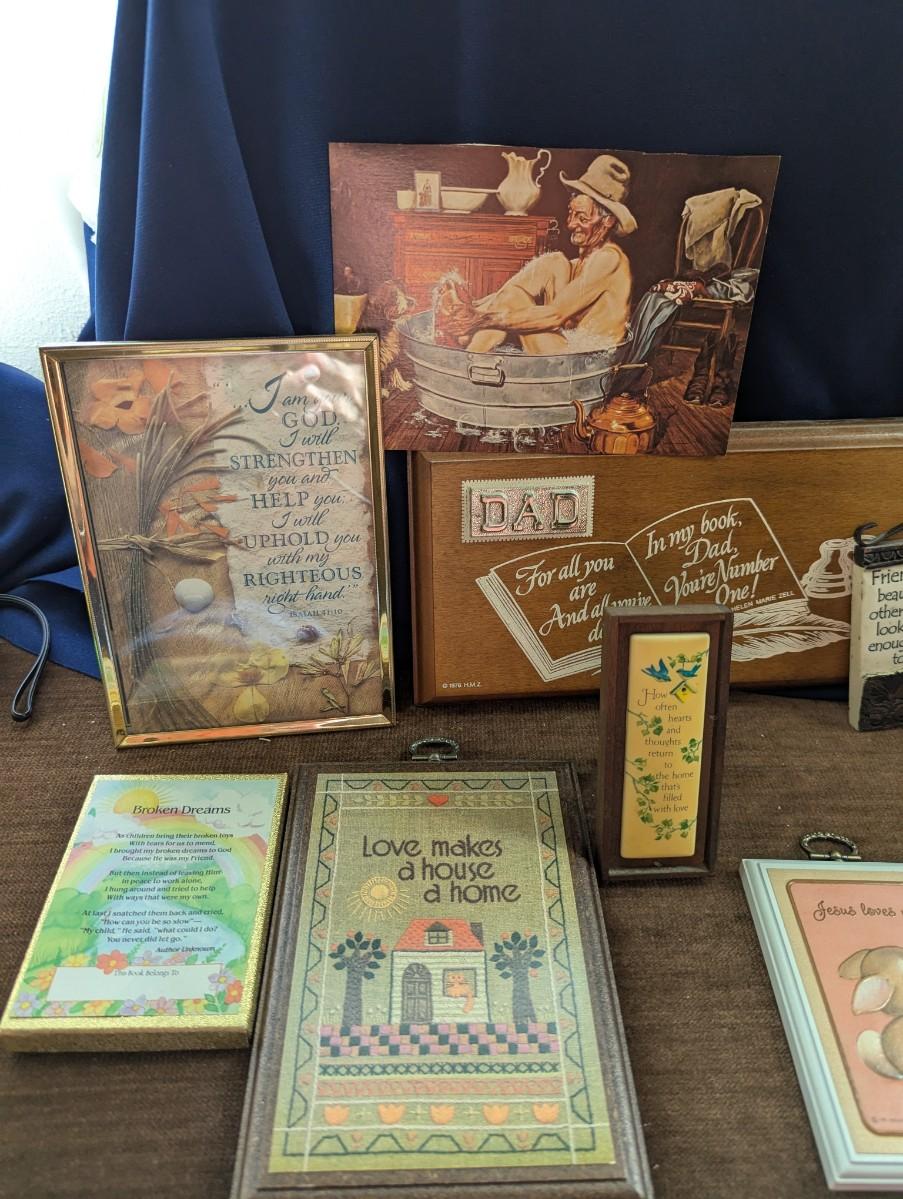 "...I am your
GOD,
I will
STRENGTHEN
you and
HELP you;
I will
UPHOLD you
with my
RIGHTEOUS
right hand."
ISAIAH 41:10
DAD
For all you
are
And all you've
In my book,
Dad,
You're Number
One!
HELEN MARIE ZELL
© 1976 H.M.Z.
How
often
hearts
and
thoughts
return
to
the home
that's
filled
with love
Broken Dreams
As children bring their broken toys
With tears for us to mend,
I brought my broken dreams to God
Because He was my Friend.
But then instead of leaving Him
in peace to work alone,
I hung around and tried to help
With ways that were my own.
At last I snatched them back and cried,
"How can you be so slow"—
"My child," He said, "what could I do?
You never did let go."
Author Unknown
This Book Belongs To
Love makes
a house
a home
Jesus loves